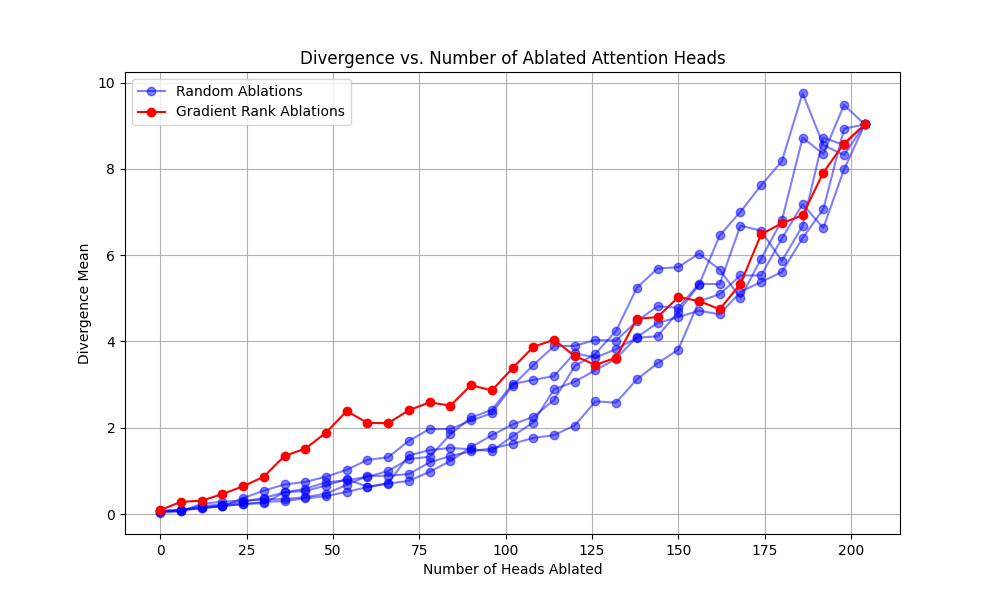 Divergence vs. Number of Ablated Attention Heads
Random Ablations
Gradient Rank Ablations
Divergence Mean
10
8
6
4
2
0
0 25 50 75 100 125 150 175 200
Number of Heads Ablated